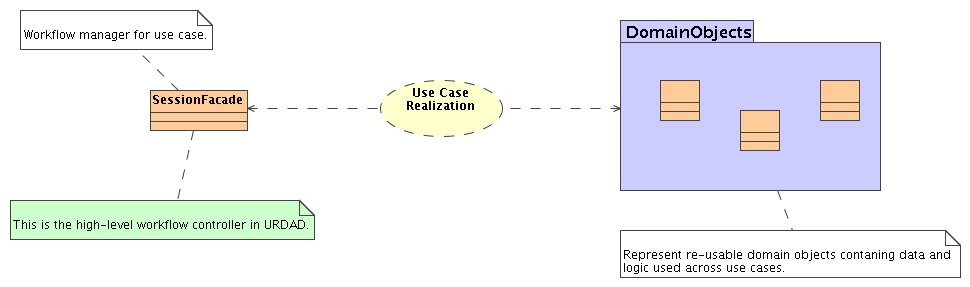 Workflow manager for use case.
SessionFacade
This is the high-level workflow controller in URDAD.
Use Case
Realization
DomainObjects
Represent re-usable domain objects contaning data and
logic used across use cases.